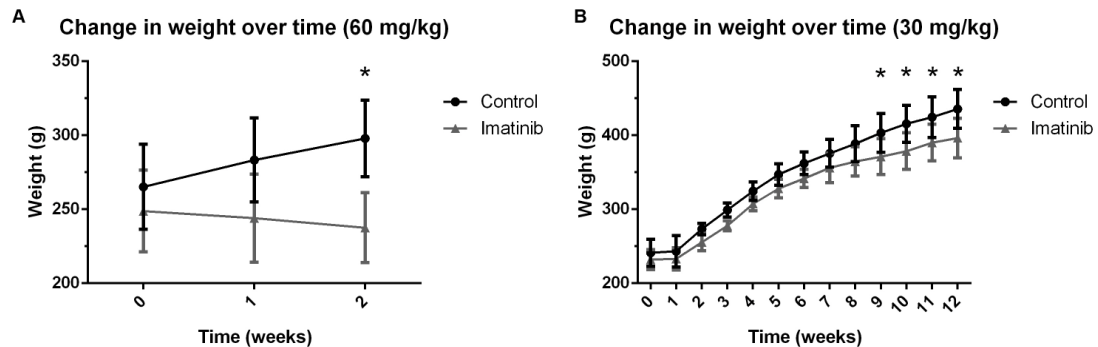 A
Change in weight over time (60 mg/kg)
350
300
250
200
Weight (g)
*
Control
Imatinib
0
1
2
Time (weeks)
B
Change in weight over time (30 mg/kg)
500
400
300
200
Weight (g)
* * * *
Control
Imatinib
0 1 2 3 4 5 6 7 8 9 10 11 12
Time (weeks)